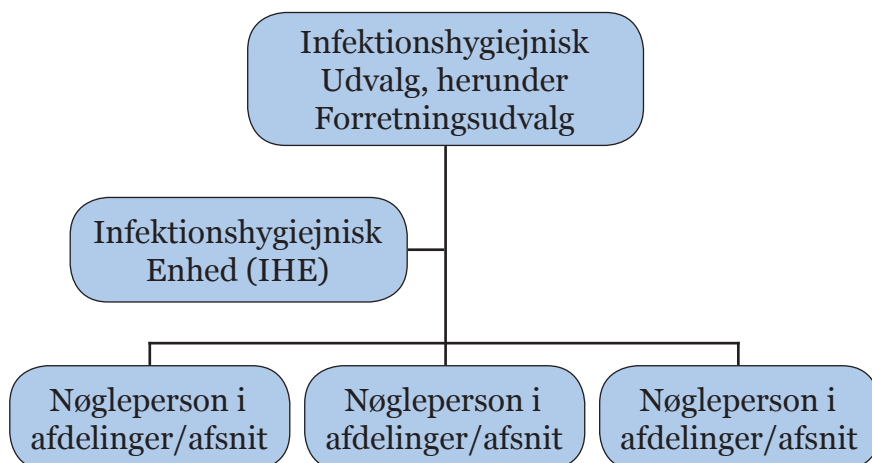 Infektionshygiejnisk
Udvalg, herunder
Forretningsudvalg
Infektionshygiejnisk
Enhed (IHE)
Nøgleperson i
afdelinger/afsnit
Nøgleperson i
afdelinger/afsnit
Nøgleperson i
afdelinger/afsnit